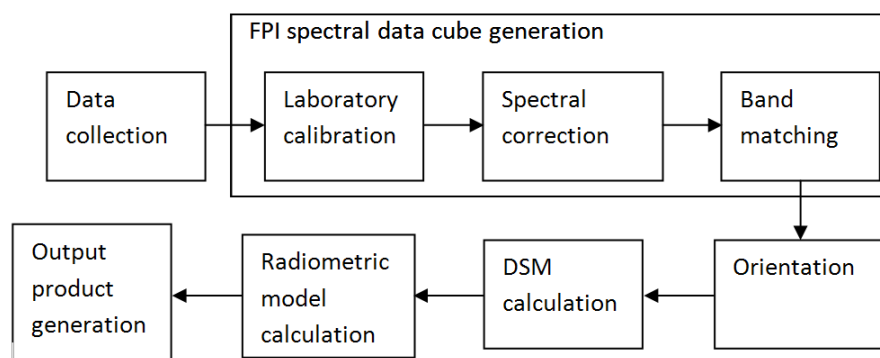 FPI spectral data cube generation
Data
collection
Laboratory
calibration
Spectral
correction
Band
matching
Orientation
DSM
calculation
Radiometric
model
calculation
Output
product
generation